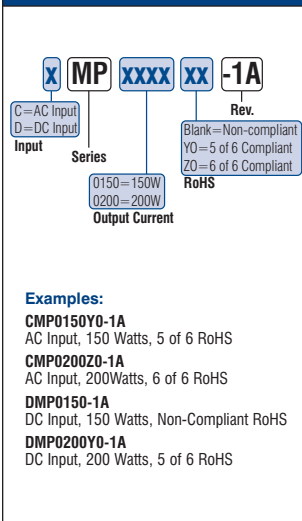 x MP xxxx xx -1A
C=AC Input
D=DC Input
Input
Series
0150=150W
0200=200W
Output Current
Rev.
Blank=Non-compliant
YO=5 of 6 Compliant
ZO=6 of 6 Compliant
RoHS
Examples:
CMP0150Y0-1A
AC Input, 150 Watts, 5 of 6 RoHS
CMP0200Z0-1A
AC Input, 200Watts, 6 of 6 RoHS
DMP0150-1A
DC Input, 150 Watts, Non-Compliant RoHS
DMP0200Y0-1A
DC Input, 200 Watts, 5 of 6 RoHS